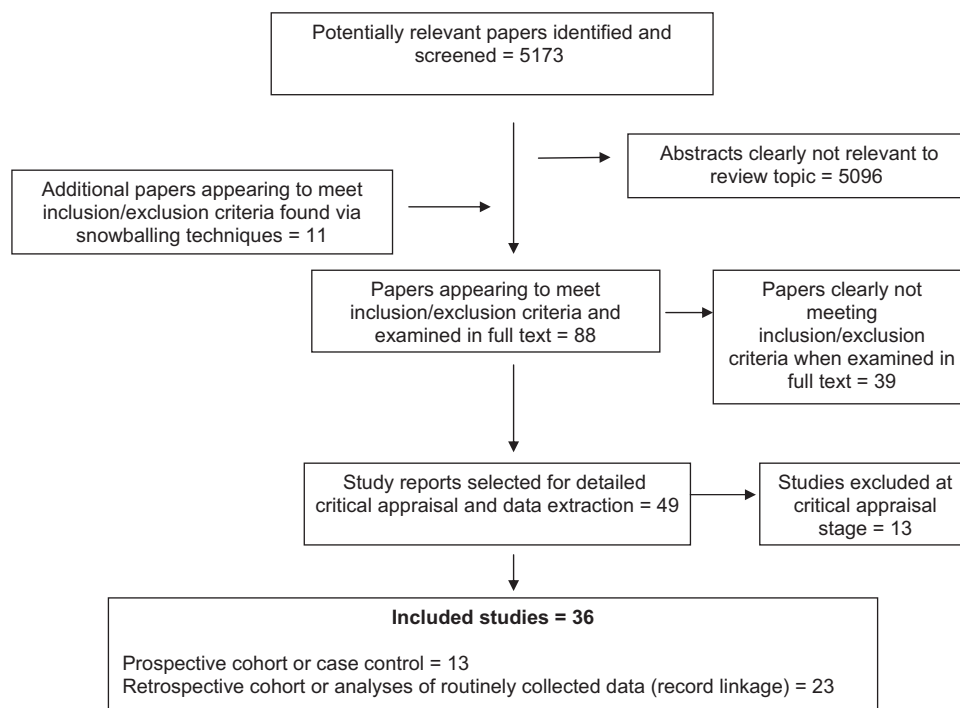 Potentially relevant papers identified and
screened = 5173
Abstracts clearly not relevant to
review topic = 5096
Additional papers appearing to meet
inclusion/exclusion criteria found via
snowballing techniques = 11
Papers appearing to meet
inclusion/exclusion criteria and
examined in full text = 88
Papers clearly not
meeting
inclusion/exclusion
criteria when examined in
full text = 39
Study reports selected for detailed
critical appraisal and data extraction = 49
Studies excluded at
critical appraisal
stage = 13
Included studies = 36
Prospective cohort or case control = 13
Retrospective cohort or analyses of routinely collected data (record linkage) = 23